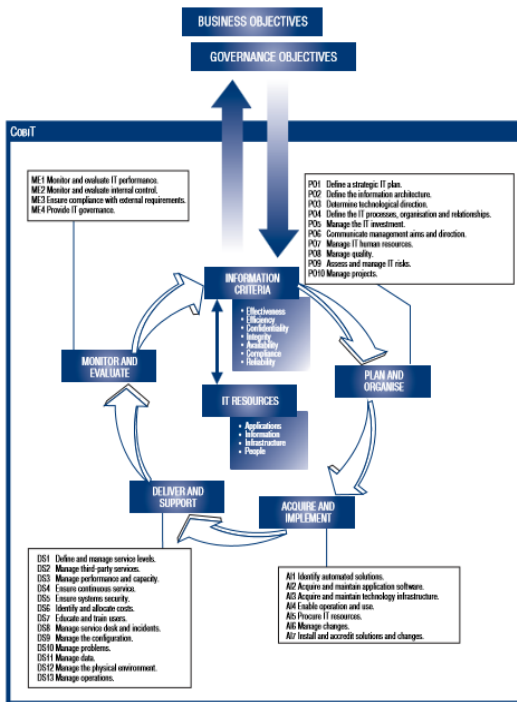 BUSINESS OBJECTIVES
GOVERNANCE OBJECTIVES
COBIT
ME1 Monitor and evaluate IT performance.
ME2 Monitor and evaluate internal control.
ME3 Ensure compliance with external requirements.
ME4 Provide IT governance.
PO1 Define a strategic IT plan.
PO2 Define the information architecture.
PO3 Determine technological direction.
PO4 Define the IT processes, organisation and relationships.
PO5 Manage the IT investment.
PO6 Communicate management aims and direction.
PO7 Manage IT human resources.
PO8 Manage quality.
PO9 Assess and manage IT risks.
PO10 Manage projects.
INFORMATION
CRITERIA
• Effectiveness
• Efficiency
• Confidentiality
• Integrity
• Availability
• Compliance
• Reliability
MONITOR AND
EVALUATE
PLAN AND
ORGANISE
IT RESOURCES
• Applications
• Information
• Infrastructure
• People
DELIVER AND
SUPPORT
ACQUIRE AND
IMPLEMENT
DS1 Define and manage service levels.
DS2 Manage third-party services.
DS3 Manage performance and capacity.
DS4 Ensure continuous service.
DS5 Ensure systems security.
DS6 Identify and allocate costs.
DS7 Educate and train users.
DS8 Manage service desk and incidents.
DS9 Manage the configuration.
DS10 Manage problems.
DS11 Manage data.
DS12 Manage the physical environment.
DS13 Manage operations.
AI1 Identify automated solutions.
AI2 Acquire and maintain application software.
AI3 Acquire and maintain technology infrastructure.
AI4 Enable operation and use.
AI5 Procure IT resources.
AI6 Manage changes.
AI7 Install and accredit solutions and changes.